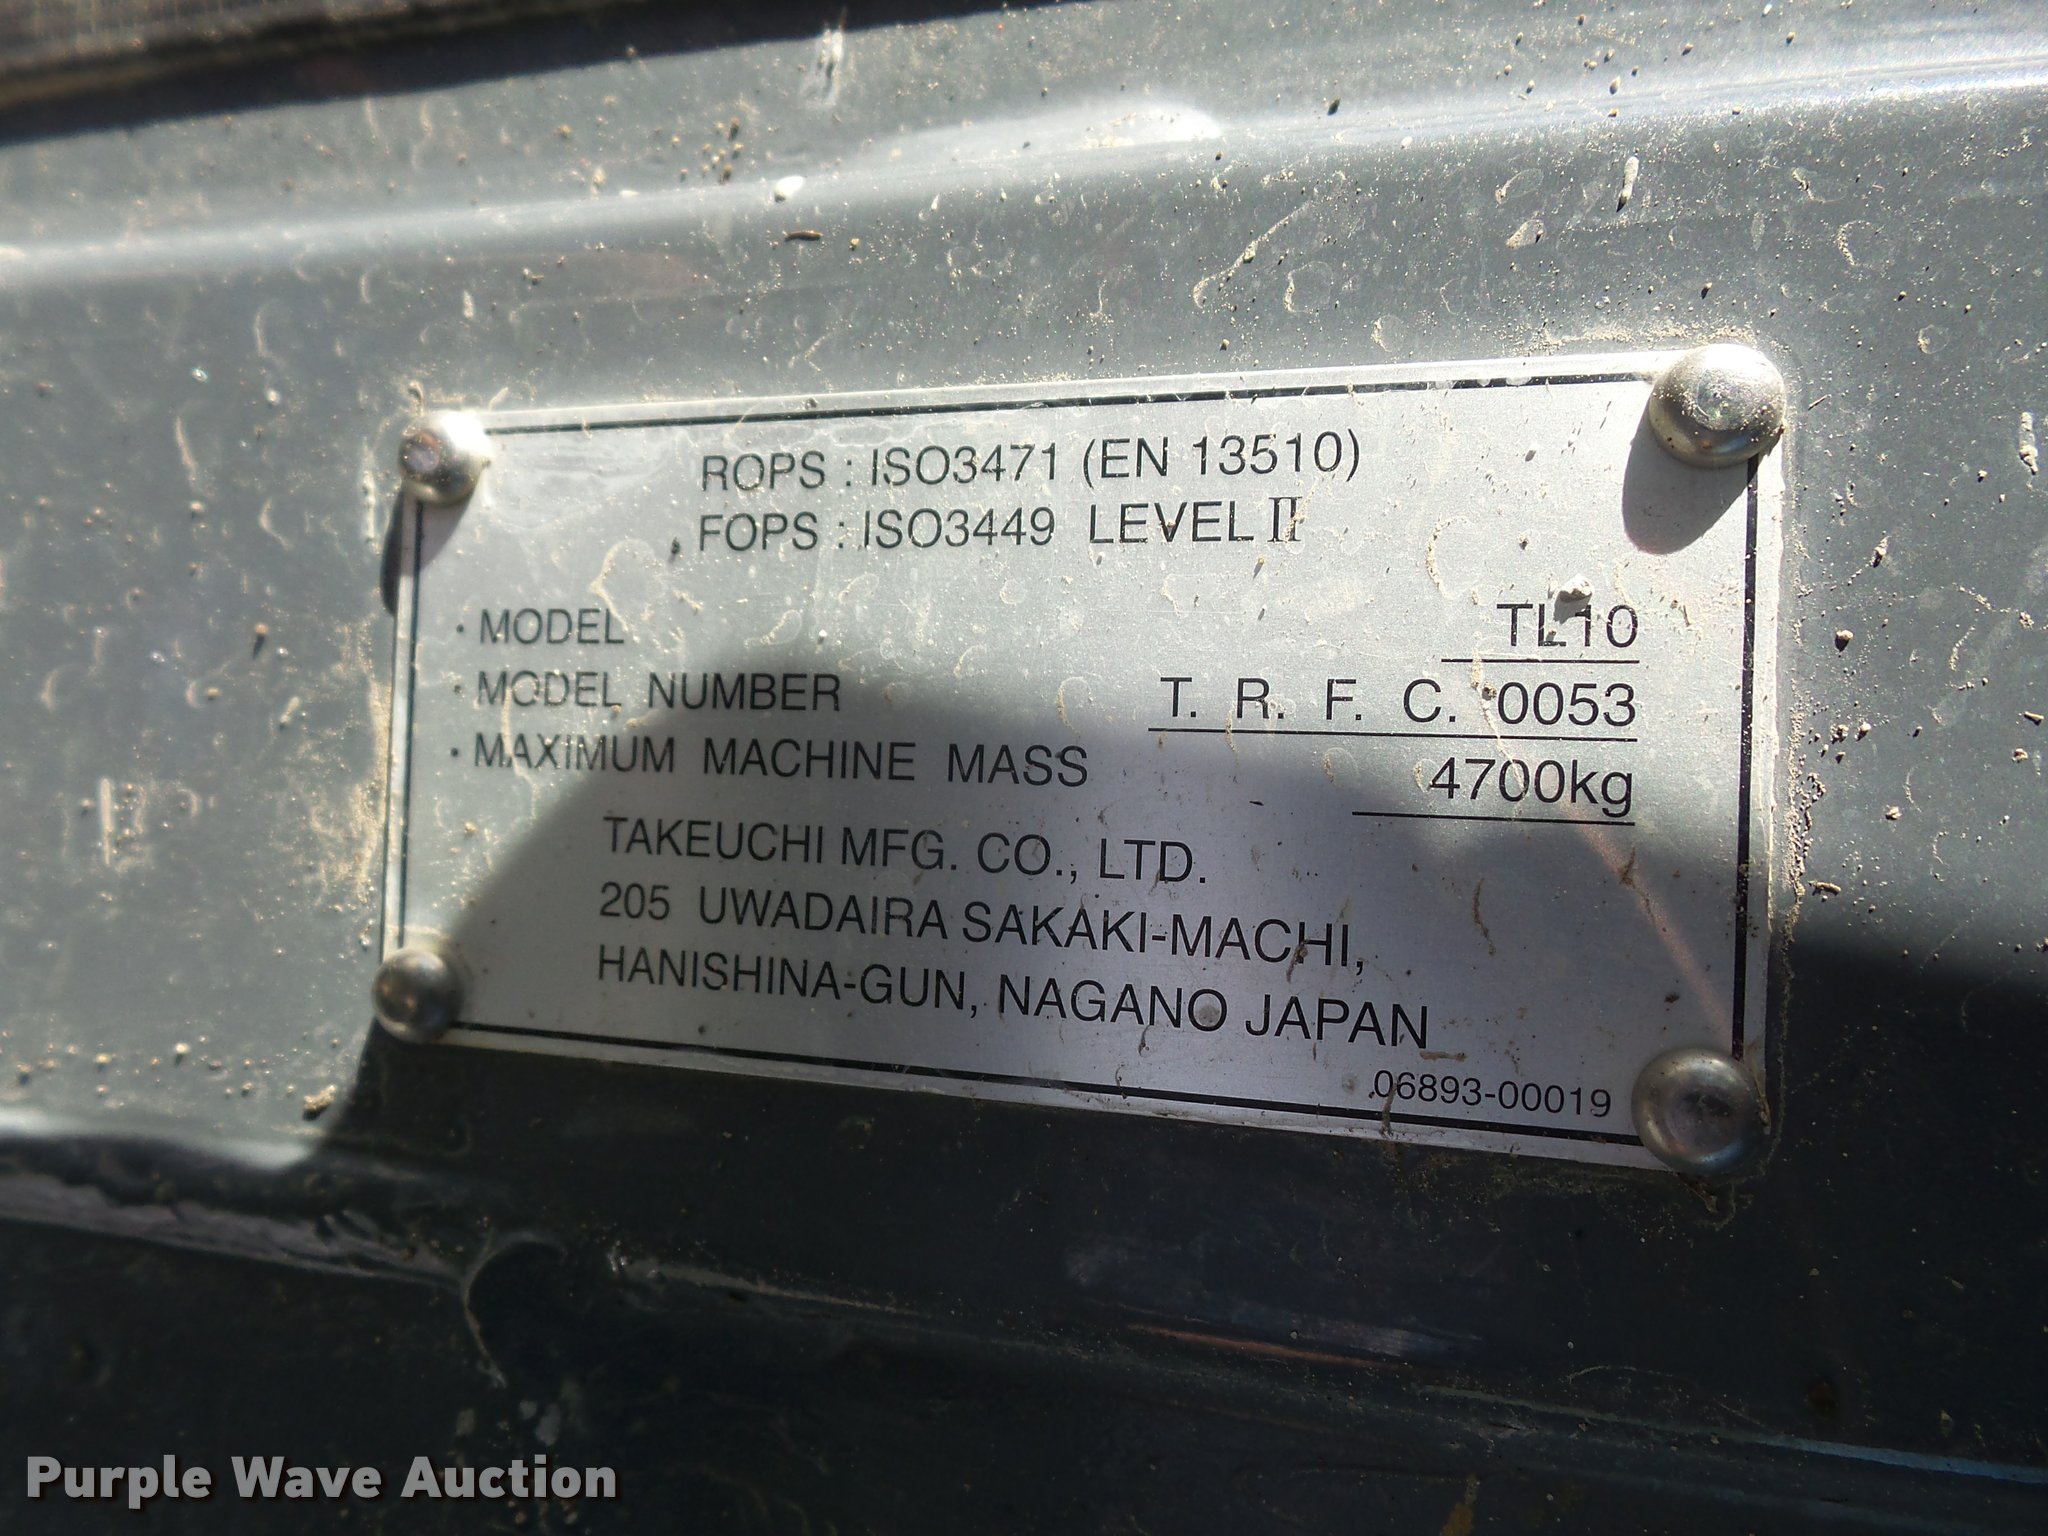 ROPS : ISO3471 (EN 13510)
FOPS : ISO3449 LEVEL II
· MODEL TL10
· MODEL NUMBER T. R. F. C. 0053
· MAXIMUM MACHINE MASS 4700kg
TAKEUCHI MFG. CO., LTD.
205 UWADAIRA SAKAKI-MACHI,
HANISHINA-GUN, NAGANO JAPAN
06893-00019
Purple Wave Auction